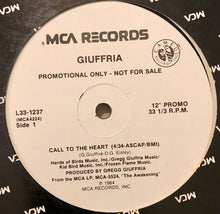 MCA RECORDS
GIUFFRIA
PROMOTIONAL ONLY - NOT FOR SALE
CAMEL
L33-1237
(MCA4224)
Side 1
12" PROMO
33 1/3 R.P.M.
CALL TO THE HEART (4:34-ASCAP/BMI)
(G.Giuffria-D.G. Eisley)
Herds of Birds Music, Inc./Gregg Giuffria Music/
Kid Bird Music, Inc./Greg Giuffria Music
PRODUCED BY GREGG GIUFFRIA
From the MCA LP, MCA-5524, "The Awakening"
℗ 1984
MCA RECORDS, INC.